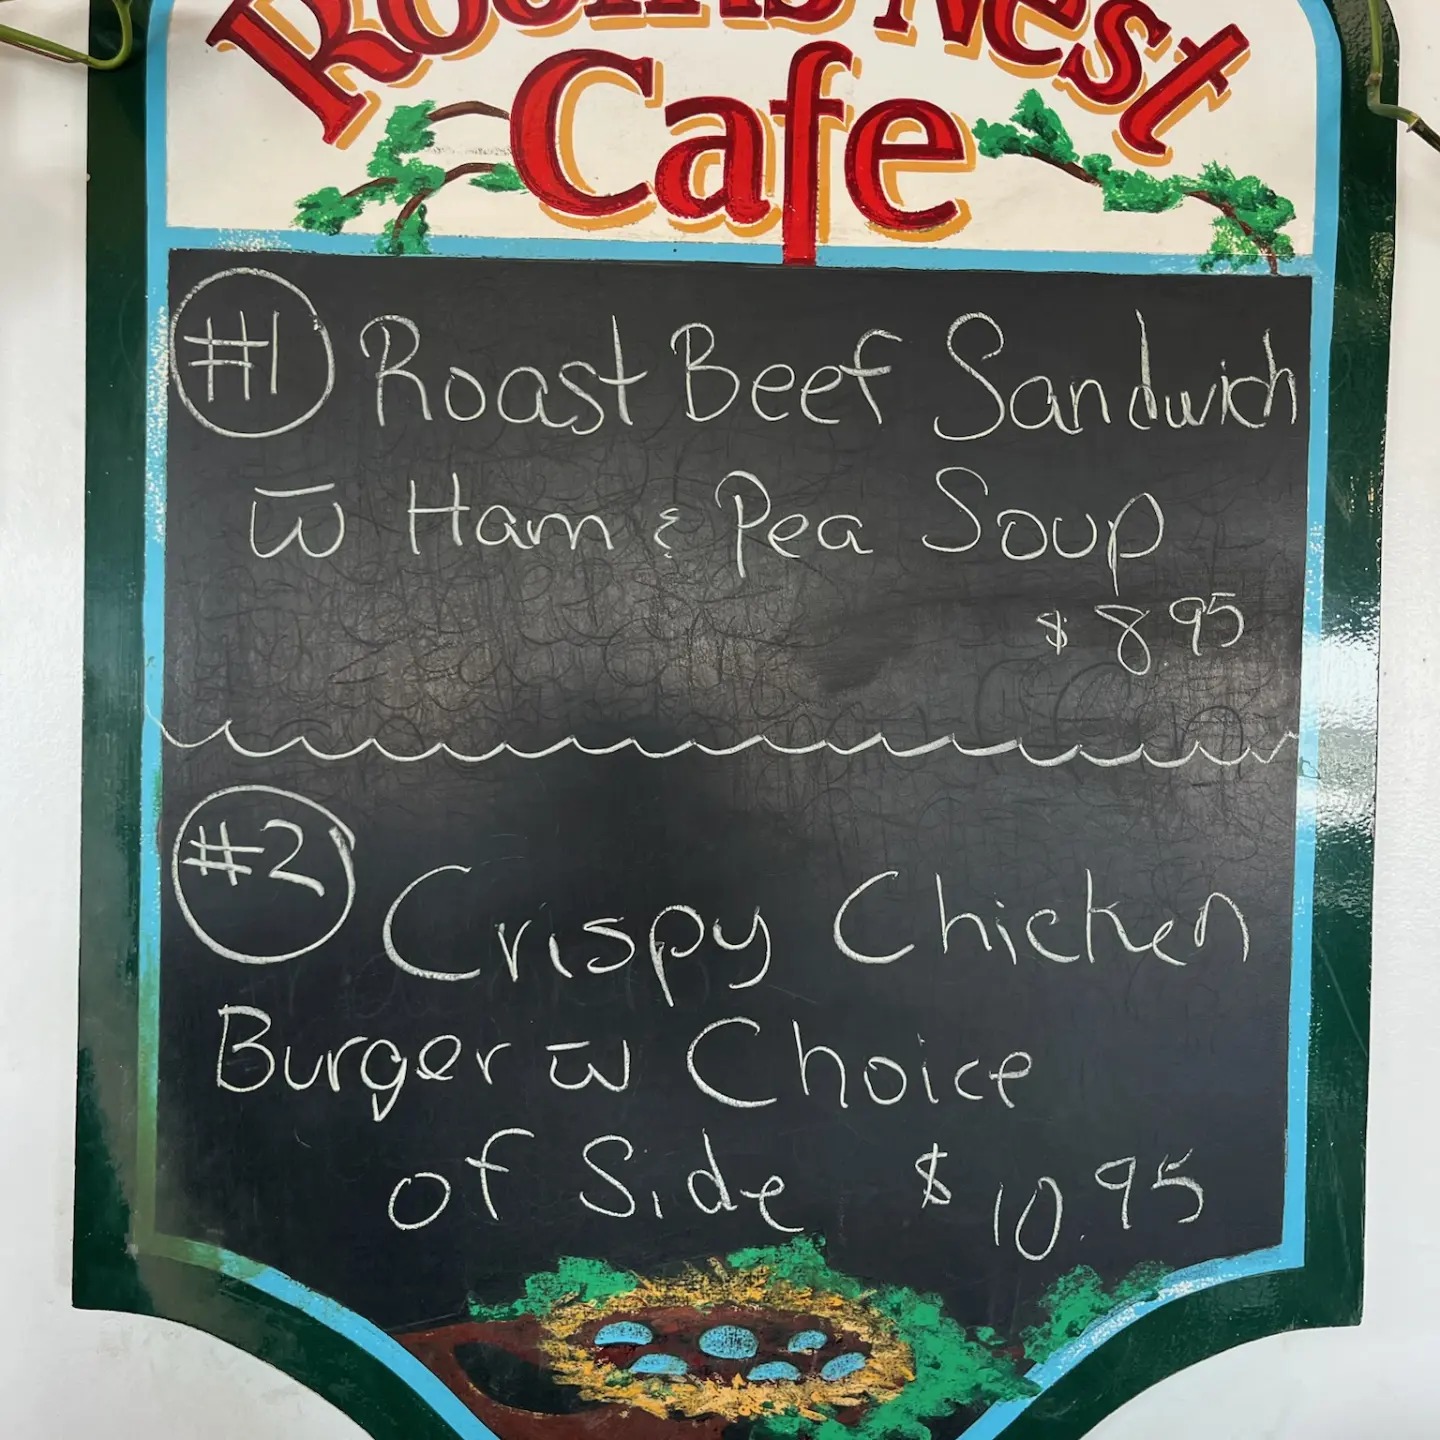 Cafe
#1 Roast Beef Sandwich
w̅ Ham & Pea Soup
$8.95
#2 Crispy Chicken
Burger w̅ Choice
of Side $10.95